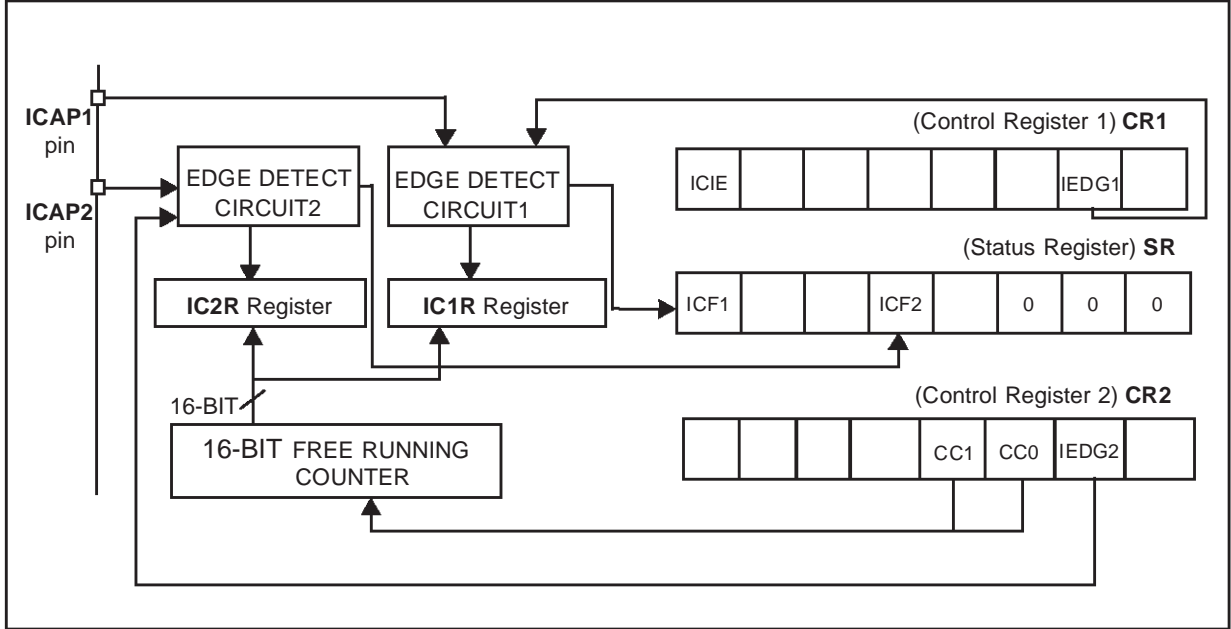 ICAP1
pin
ICAP2
pin
EDGE DETECT
CIRCUIT2
EDGE DETECT
CIRCUIT1
IC2R Register
IC1R Register
16-BIT
16-BIT FREE RUNNING
COUNTER
(Control Register 1) CR1
ICIE
IEDG1
(Status Register) SR
ICF1
ICF2
0
0
0
(Control Register 2) CR2
CC1
CC0
IEDG2